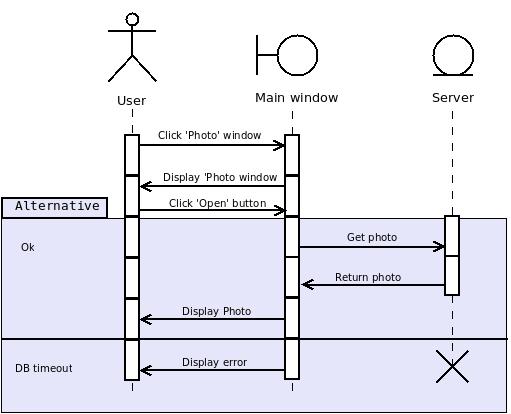 User
Main window
Server
Click 'Photo' window
Display 'Photo window
Click 'Open' button
Alternative
Ok
Get photo
Return photo
Display Photo
DB timeout
Display error